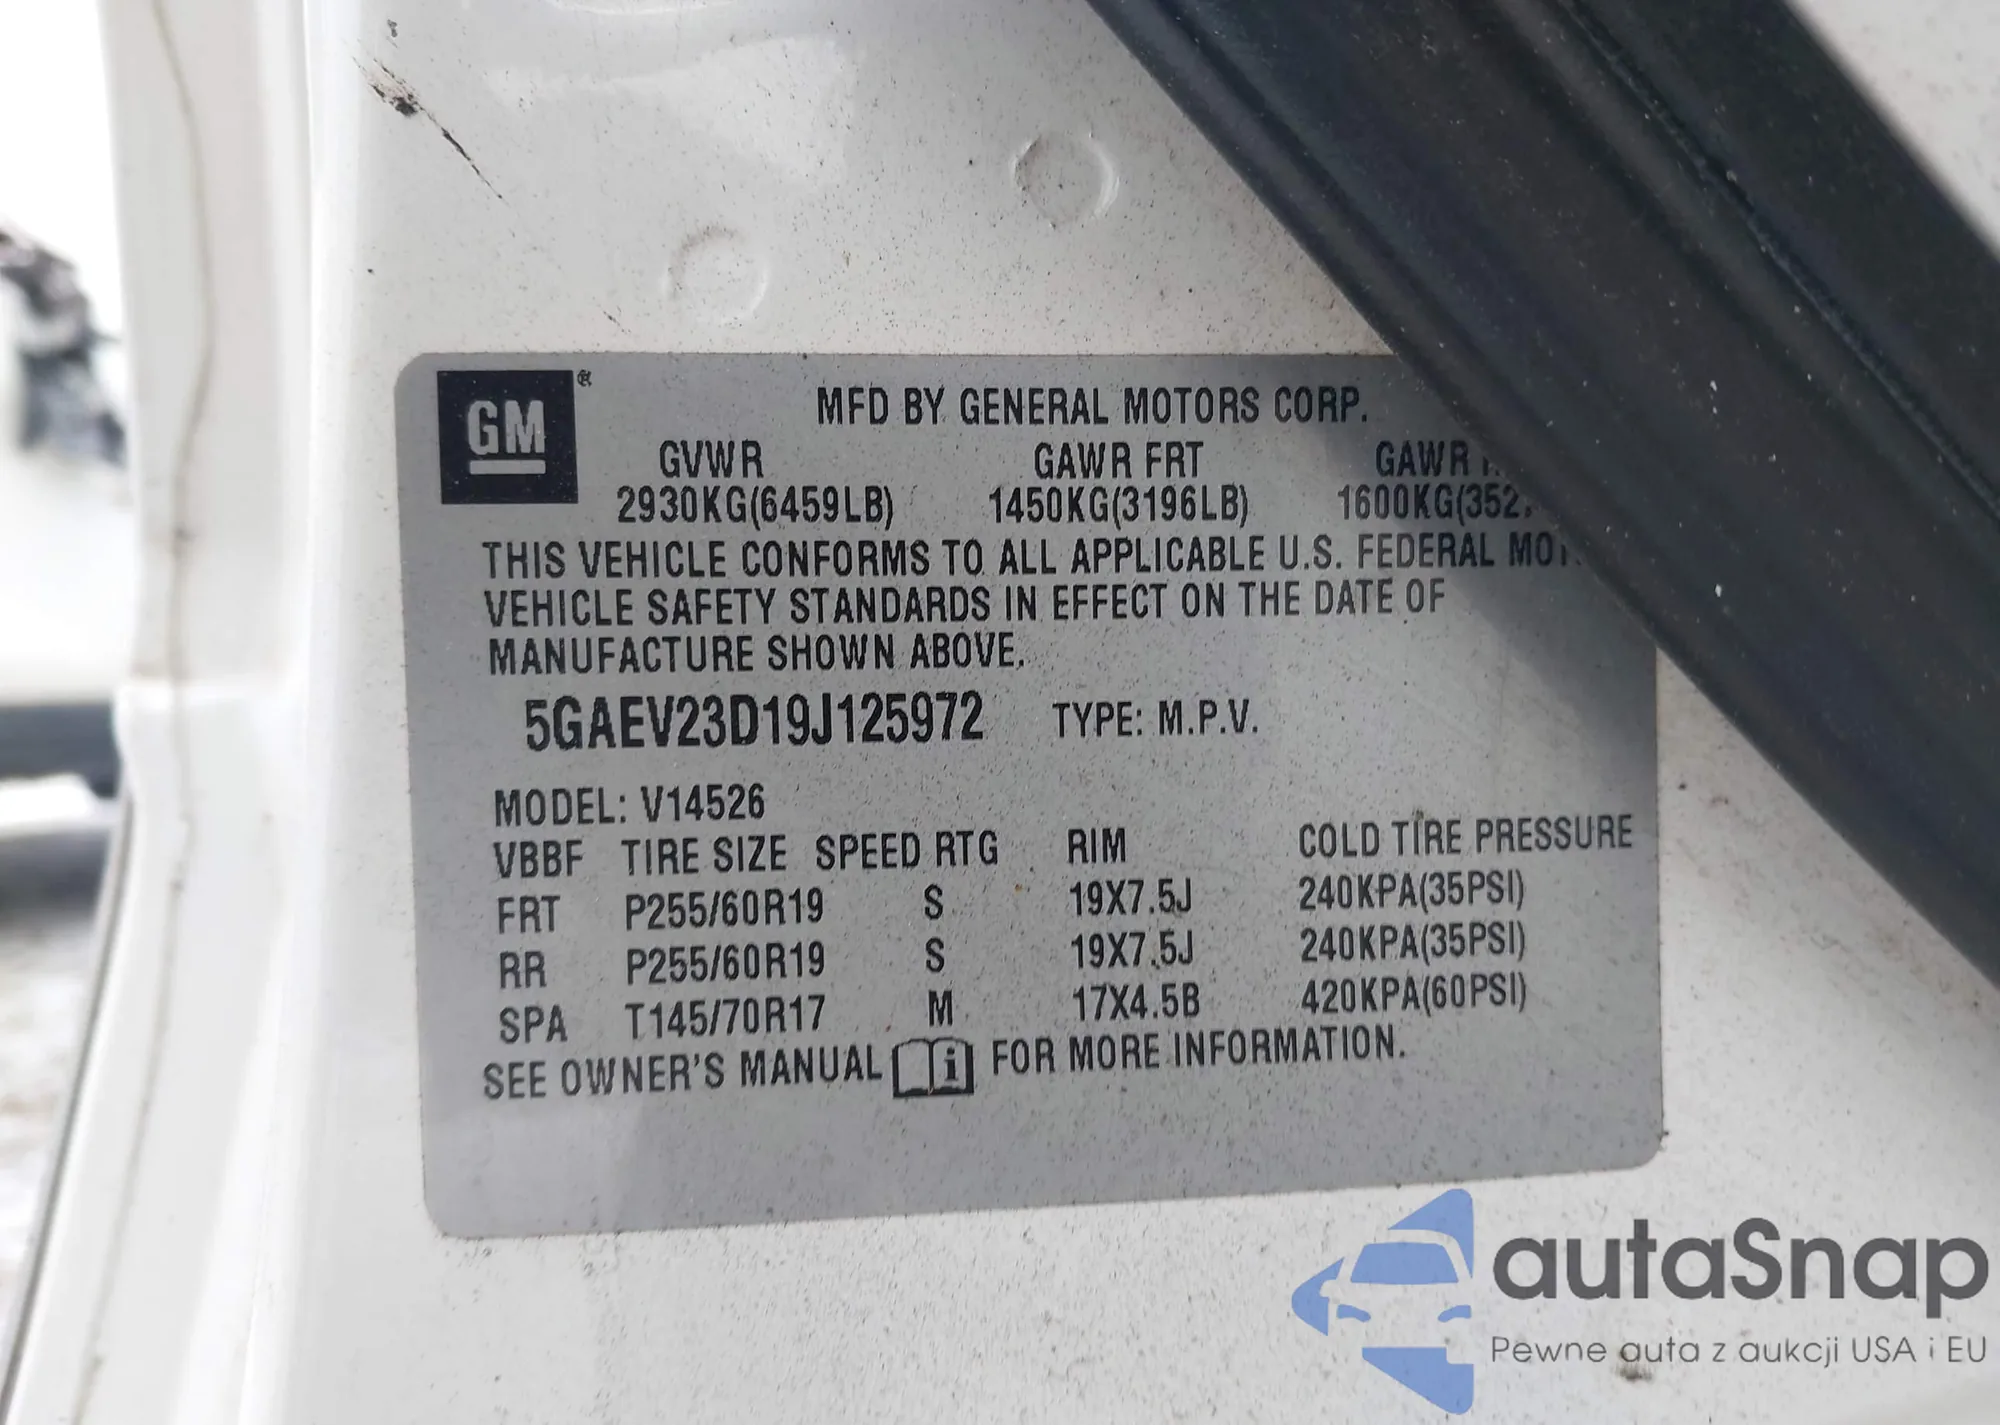 GM ®
MFD BY GENERAL MOTORS CORP.
GVWR GAWR FRT GAWR
2930KG(6459LB) 1450KG(3196LB) 1600KG(352
THIS VEHICLE CONFORMS TO ALL APPLICABLE U.S. FEDERAL MO
VEHICLE SAFETY STANDARDS IN EFFECT ON THE DATE OF
MANUFACTURE SHOWN ABOVE.
5GAEV23D19J125972 TYPE: M.P.V.
MODEL: V14526
VBBF TIRE SIZE SPEED RTG RIM COLD TIRE PRESSURE
FRT P255/60R19 S 19X7.5J 240KPA(35PSI)
RR P255/60R19 S 19X7.5J 240KPA(35PSI)
SPA T145/70R17 M 17X4.5B 420KPA(60PSI)
SEE OWNER'S MANUAL i FOR MORE INFORMATION.
autaSnap
Pewne auta z aukcji USA i EU